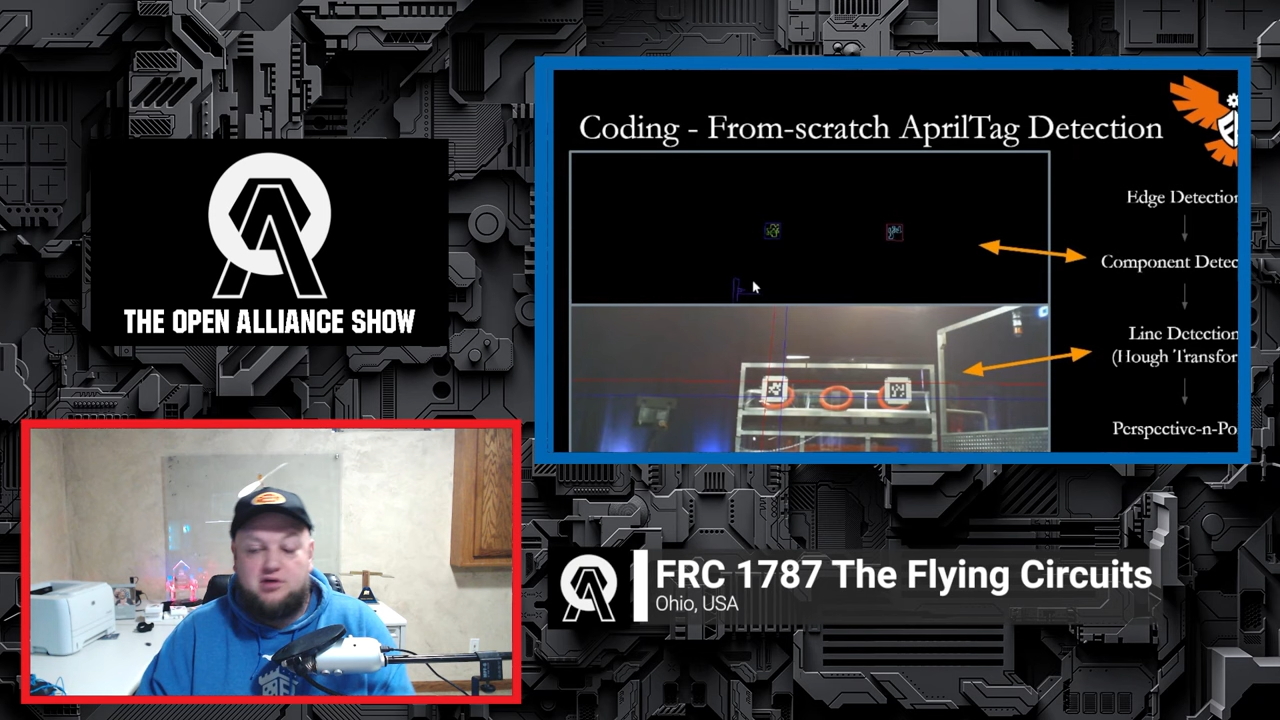 THE OPEN ALLIANCE SHOW
Coding - From-scratch AprilTag Detection
Edge Detection
Component Detec
Line Detection
(Hough Transfor
Perspective-n-Po
FRC 1787 The Flying Circuits
Ohio, USA